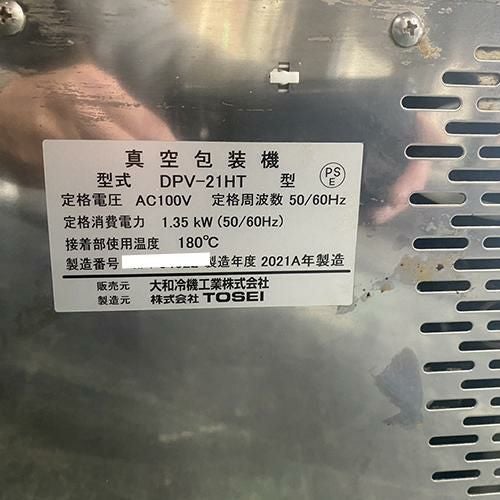 真空包装機
型式 DPV-21HT 型
PS
E
定格電圧 AC100V 定格周波数 50/60Hz
定格消費電力 1.35 kW (50/60Hz)
接着部使用温度 180℃
製造番号 製造年度 2021A年製造
販売元 大和冷機工業株式会社
製造元 株式会社 TOSEI